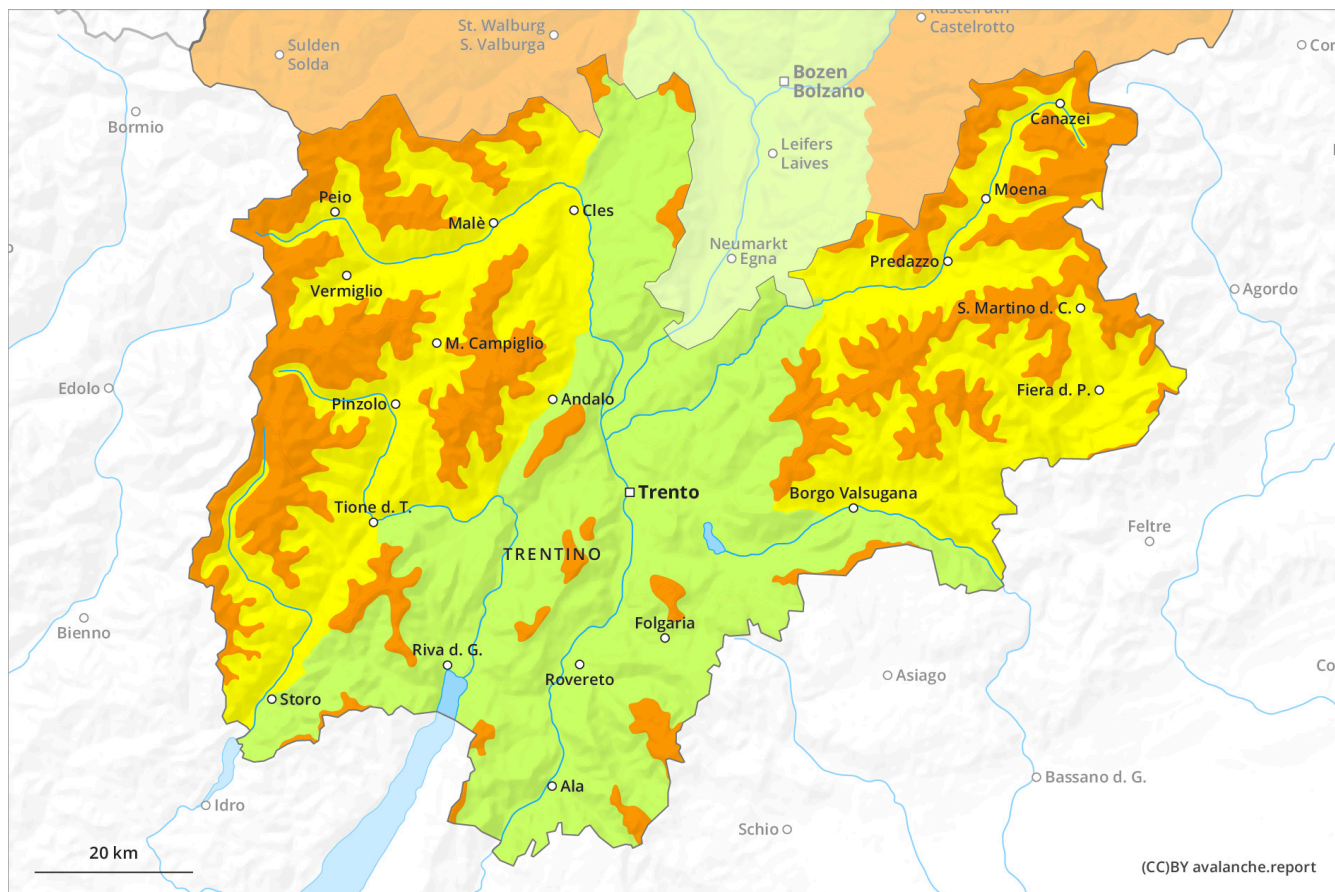 Kastelruth
Castelrotto
St. Walburg
S. Valburga
Sulden
Solda
Bozen
Bolzano
Canazei
Bormio
Leifers
Laives
Moena
Peio
Malè
Cles
Neumarkt
Egna
Predazzo
Vermiglio
Agordo
S. Martino d. C.
M. Campiglio
Edolo
Pinzolo
Andalo
Fiera d. P.
Trento
Borgo Valsugana
Tione d. T.
Feltre
TRENTINO
Bienno
Folgaria
Riva d. G.
Rovereto
Asiago
Storo
Ala
Bassano d. G.
Idro
Schio
20 km
(CC)BY avalanche.report